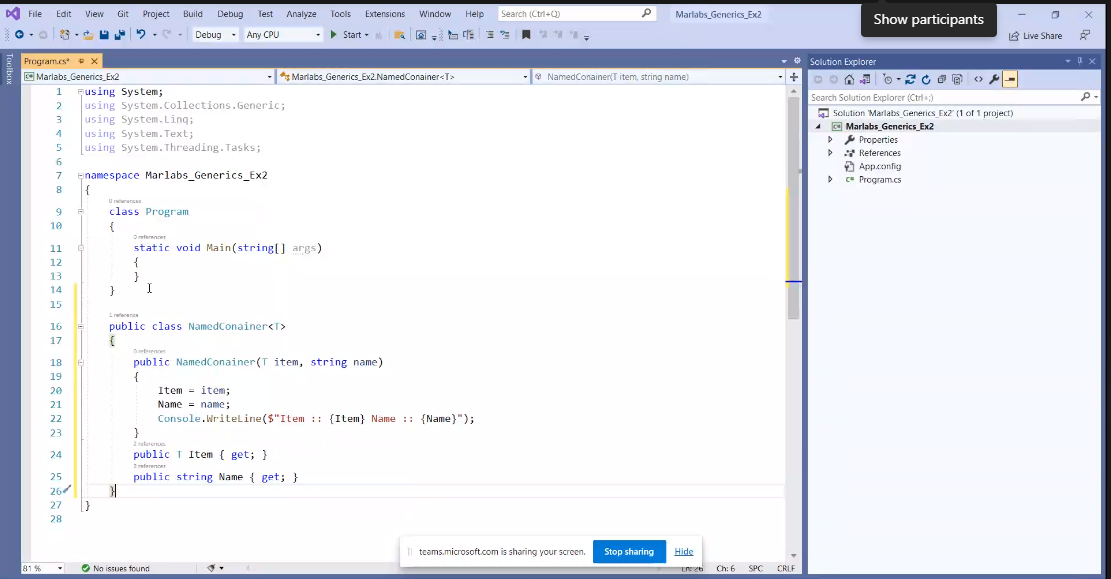 File Edit View Git Project Build Debug Test Analyze Tools Extensions Window Help Search (Ctrl+Q) Marlabs_Generics_Ex2
Show participants
Debug Any CPU Start Live Share
Toolbox
Program.cs*
Marlabs_Generics_Ex2 Marlabs_Generics_Ex2.NamedConainer<T> NamedConainer(T item, string name)
1 using System;
2 using System.Collections.Generic;
3 using System.Linq;
4 using System.Text;
5 using System.Threading.Tasks;
6
7 namespace Marlabs_Generics_Ex2
8 {
0 references
9 class Program
10 {
0 references
11 static void Main(string[] args)
12 {
13 }
14 }
15
1 reference
16 public class NamedConainer<T>
17 {
0 references
18 public NamedConainer(T item, string name)
19 {
20 Item = item;
21 Name = name;
22 Console.WriteLine($"Item :: {Item} Name :: {Name}");
23 }
2 references
24 public T Item { get; }
2 references
25 public string Name { get; }
26 }
27 }
28
81 % No issues found Ln: 26 Ch: 6 SPC CRLF
teams.microsoft.com is sharing your screen. Stop sharing Hide
Solution Explorer
Search Solution Explorer (Ctrl+;)
Solution 'Marlabs_Generics_Ex2' (1 of 1 project)
Marlabs_Generics_Ex2
Properties
References
App.config
Program.cs